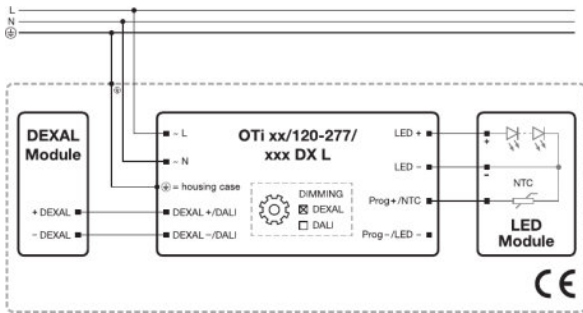 L
N
DEXAL
Module
+ DEXAL
− DEXAL
~ L
~ N
= housing case
DEXAL+/DALI
DEXAL−/DALI
OTi xx/120-277/
xxx DX L
DIMMING
DEXAL
DALI
LED +
LED −
Prog+/NTC
Prog−/LED −
+
−
NTC
LED
Module
CE